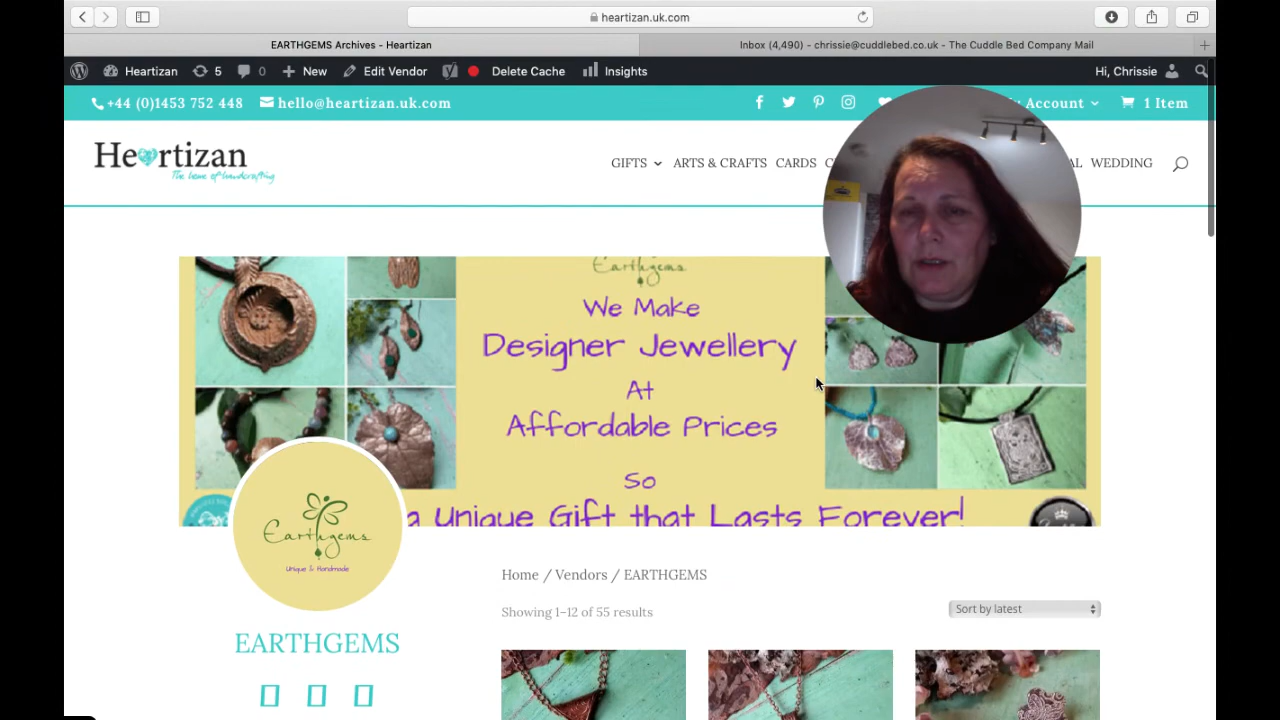 heartizan.uk.com
EARTHGEMS Archives - Heartizan
Inbox (4,490) - chrissie@cuddlebed.co.uk - The Cuddle Bed Company Mail
Heartizan 5 0 New Edit Vendor Delete Cache Insights Hi, Chrissie
+44 (0)1453 752 448 hello@heartizan.uk.com Account 1 Item
Heartizan
The home of handcrafting
GIFTS ARTS & CRAFTS CARDS WEDDING
Earthgems
We Make
Designer Jewellery
At
Affordable Prices
So
a Unique Gift that Lasts Forever!
Earthgems
Unique & Handmade
Home / Vendors / EARTHGEMS
Showing 1–12 of 55 results
Sort by latest
EARTHGEMS